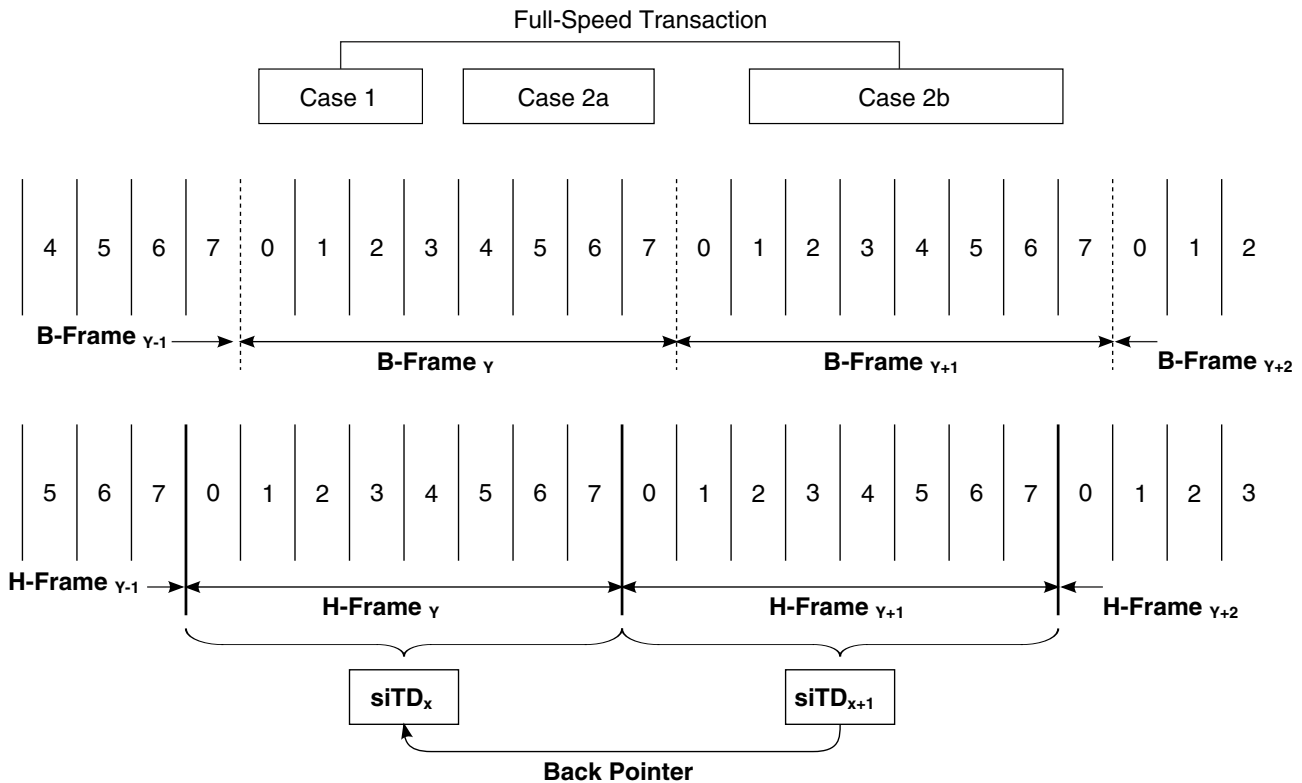 Full-Speed Transaction
Case 1 Case 2a Case 2b
4 5 6 7 0 1 2 3 4 5 6 7 0 1 2 3 4 5 6 7 0 1 2
B-Frame Y-1 B-Frame Y B-Frame Y+1 B-Frame Y+2
5 6 7 0 1 2 3 4 5 6 7 0 1 2 3 4 5 6 7 0 1 2 3
H-Frame Y-1 H-Frame Y H-Frame Y+1 H-Frame Y+2
siTDx siTDx+1
Back Pointer